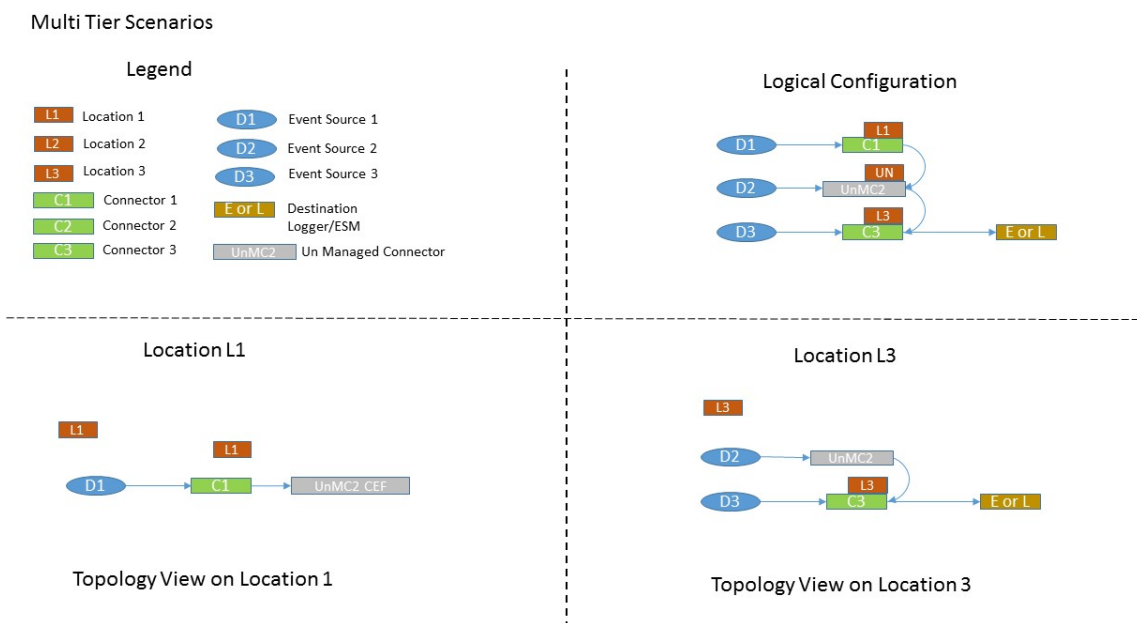 Multi Tier Scenarios
Legend
L1 Location 1
L2 Location 2
L3 Location 3
C1 Connector 1
C2 Connector 2
C3 Connector 3
D1 Event Source 1
D2 Event Source 2
D3 Event Source 3
E or L Destination
Logger/ESM
UnMC2 Un Managed Connector
Logical Configuration
L1
D1 C1
UN
D2 UnMC2
L3
D3 C3 E or L
Location L1
L1
L1
D1 C1 UnMC2 CEF
Topology View on Location 1
Location L3
L3
D2 UnMC2
L3
D3 C3 E or L
Topology View on Location 3